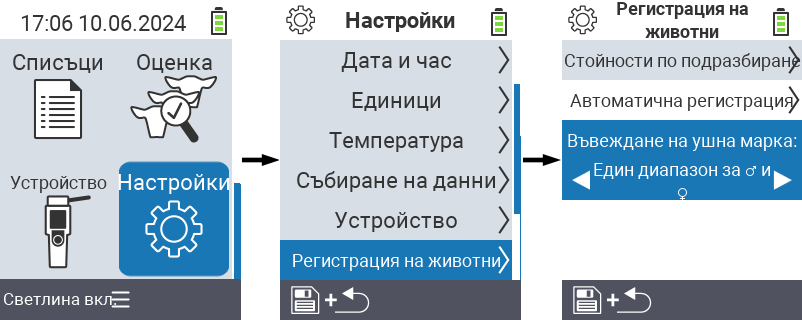 17:06 10.06.2024
Списъци
Оценка
Устройство
Настройки
Светлина вкл.
Настройки
Дата и час
Единици
Температура
Събиране на данни
Устройство
Регистрация на животни
+
Регистрация на
животни
Стойности по подразбиране
Автоматична регистрация
Въвеждане на ушна марка:
Един диапазон за ♂ и
♀
+